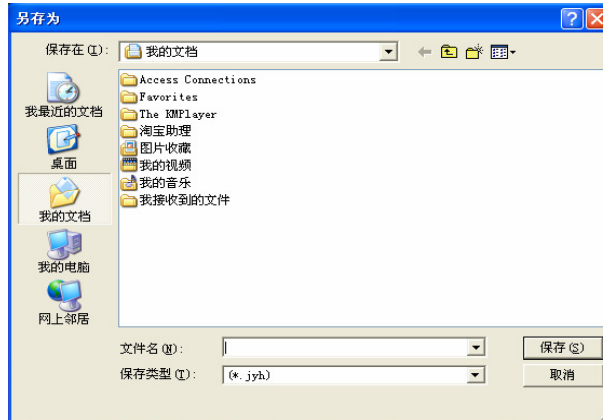 另存为
保存在(I):
我的文档
Access Connections
Favorites
The KMPlayer
淘宝助理
图片收藏
我的视频
我的音乐
我接收到的文件
我最近的文档
桌面
我的文档
我的电脑
网上邻居
文件名(N):
保存(S)
保存类型(T):
(*.jyh)
取消